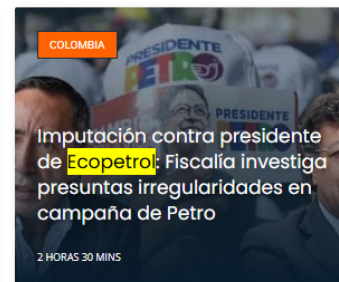 COLOMBIA
PRESIDENTE
PETRO
PRESIDENTE
Imputación contra presidente
de Ecopetrol: Fiscalía investiga
presuntas irregularidades en
campaña de Petro
2 HORAS 30 MINS